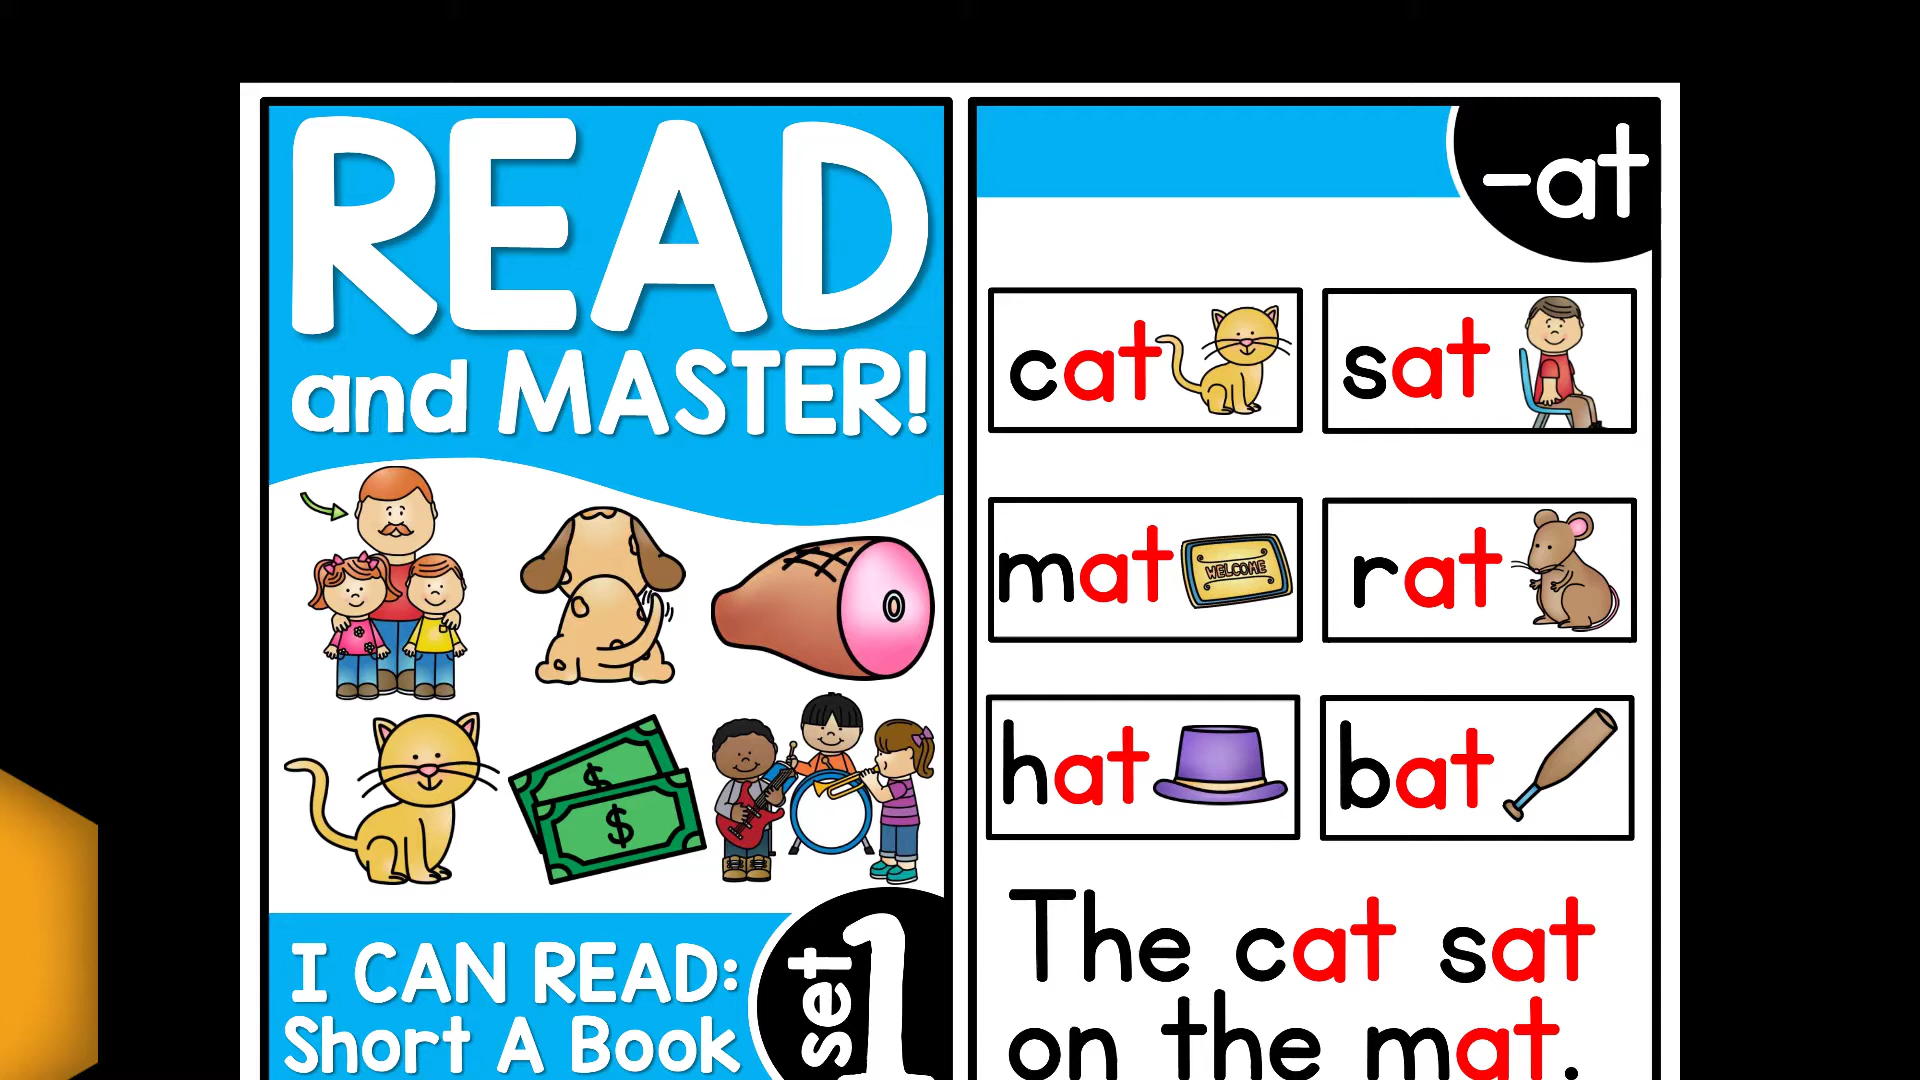 READ
and MASTER!
I CAN READ:
Short A Book
set 1
-at
cat
sat
mat
WELCOME
rat
hat
bat
The cat sat
on the mat.